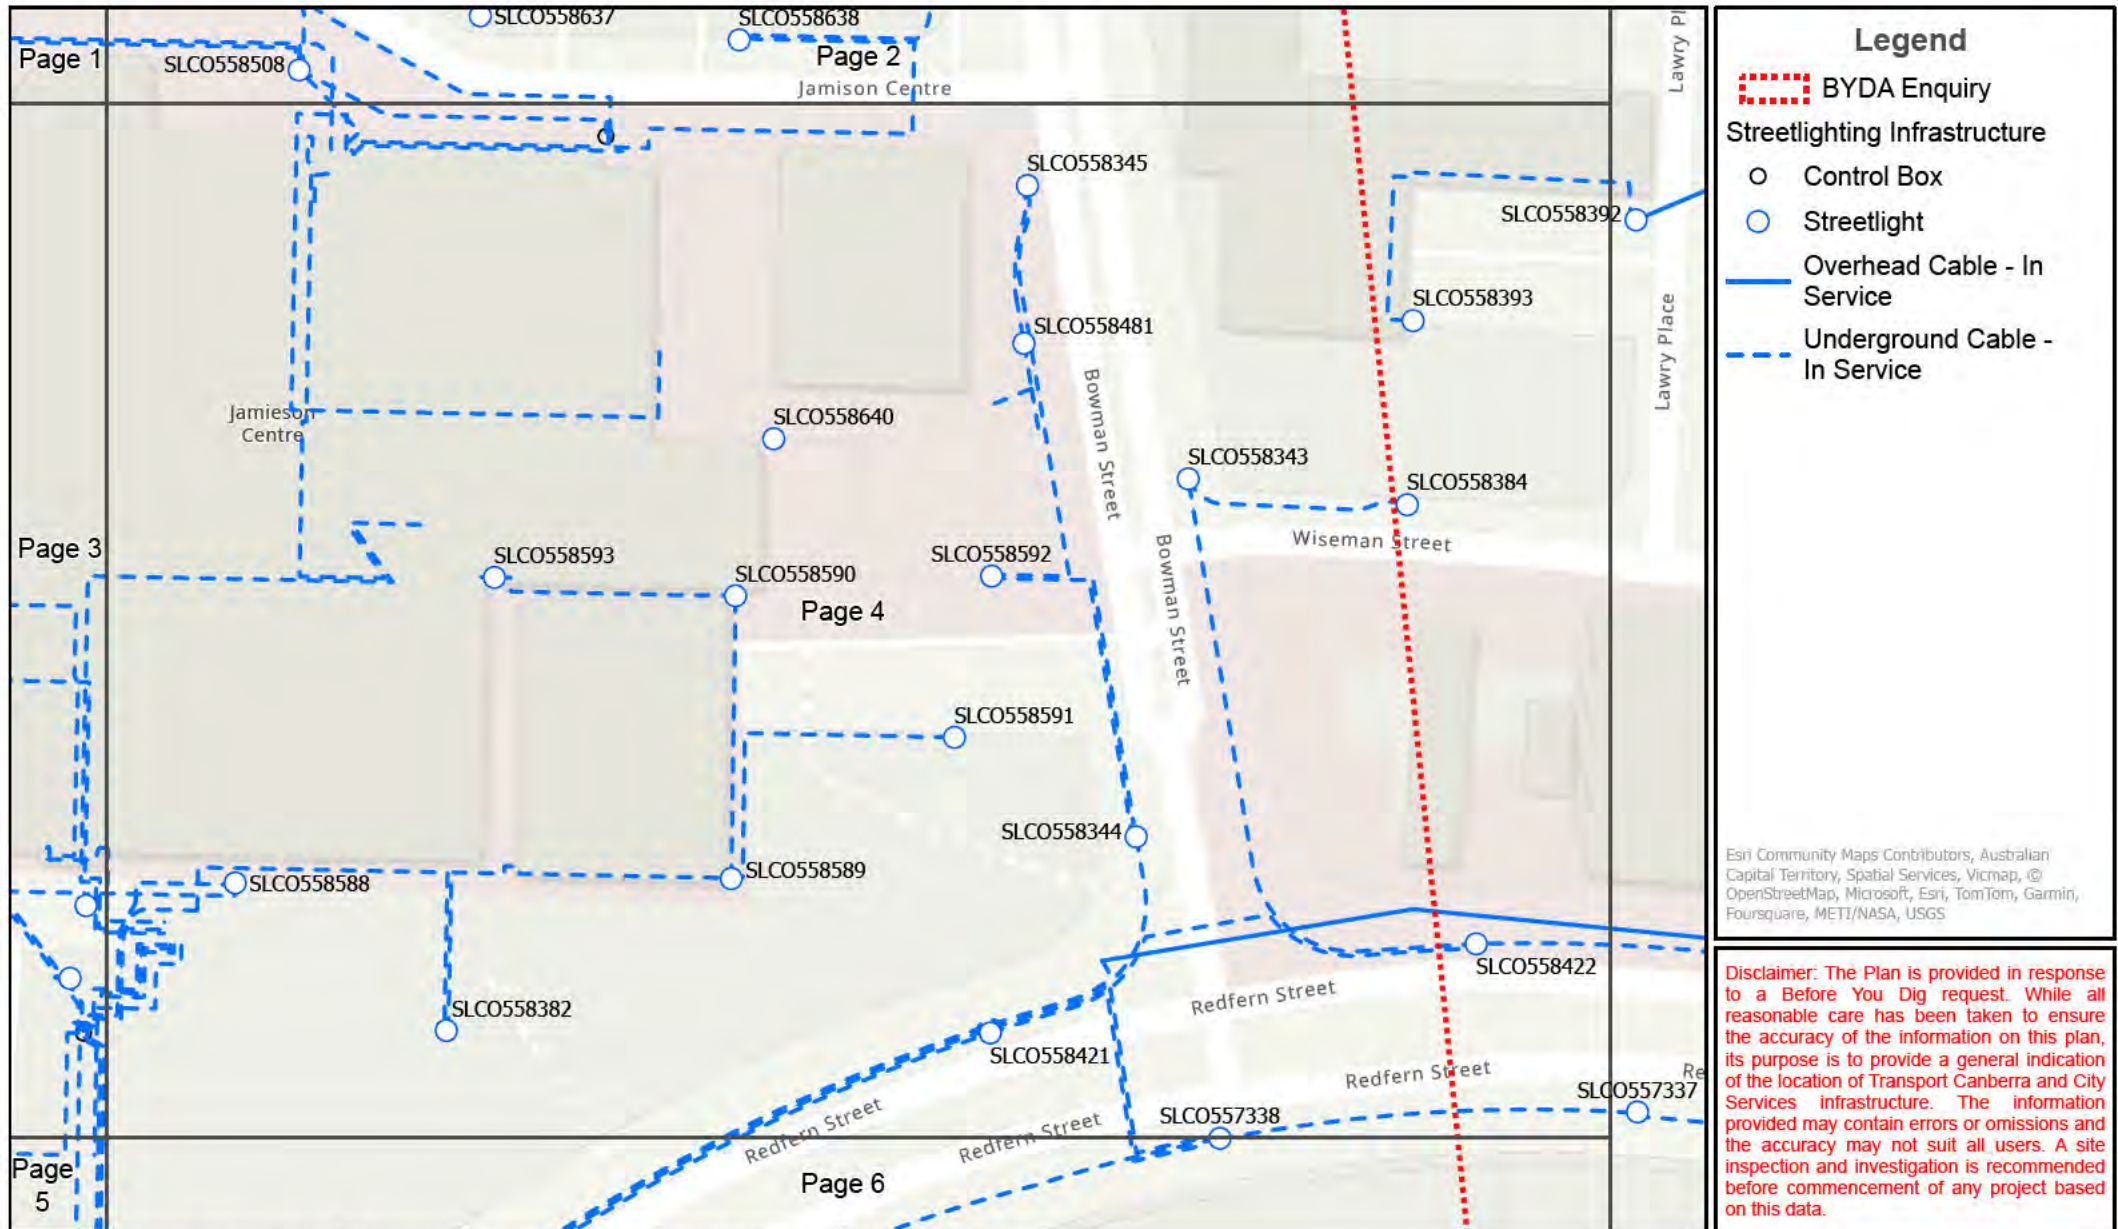 SLCO558637
SLCO558638
Page 1
SLCO558508
Page 2
Jamison Centre
Lawry Pl
SLCO558345
SLCO558392
SLCO558393
SLCO558481
Lawry Place
Bowman Street
Jamieson
Centre
SLCO558640
SLCO558343
SLCO558384
Wiseman Street
Page 3
SLCO558593
SLCO558590
SLCO558592
Page 4
Bowman Street
SLCO558591
SLCO558344
SLCO558589
SLCO558588
SLCO558422
SLCO558382
Redfern Street
SLCO558421
Redfern Street
Re
SLCO557337
SLCO557338
Redfern Street
Redfern Street
Page
5
Page 6
Legend
BYDA Enquiry
Streetlighting Infrastructure
Control Box
Streetlight
Overhead Cable - In
Service
Underground Cable -
In Service
Esri Community Maps Contributors, Australian
Capital Territory, Spatial Services, Vicmap, ©
OpenStreetMap, Microsoft, Esri, TomTom, Garmin,
Foursquare, METI/NASA, USGS
Disclaimer: The Plan is provided in response
to a Before You Dig request. While all
reasonable care has been taken to ensure
the accuracy of the information on this plan,
its purpose is to provide a general indication
of the location of Transport Canberra and City
Services infrastructure. The information
provided may contain errors or omissions and
the accuracy may not suit all users. A site
inspection and investigation is recommended
before commencement of any project based
on this data.